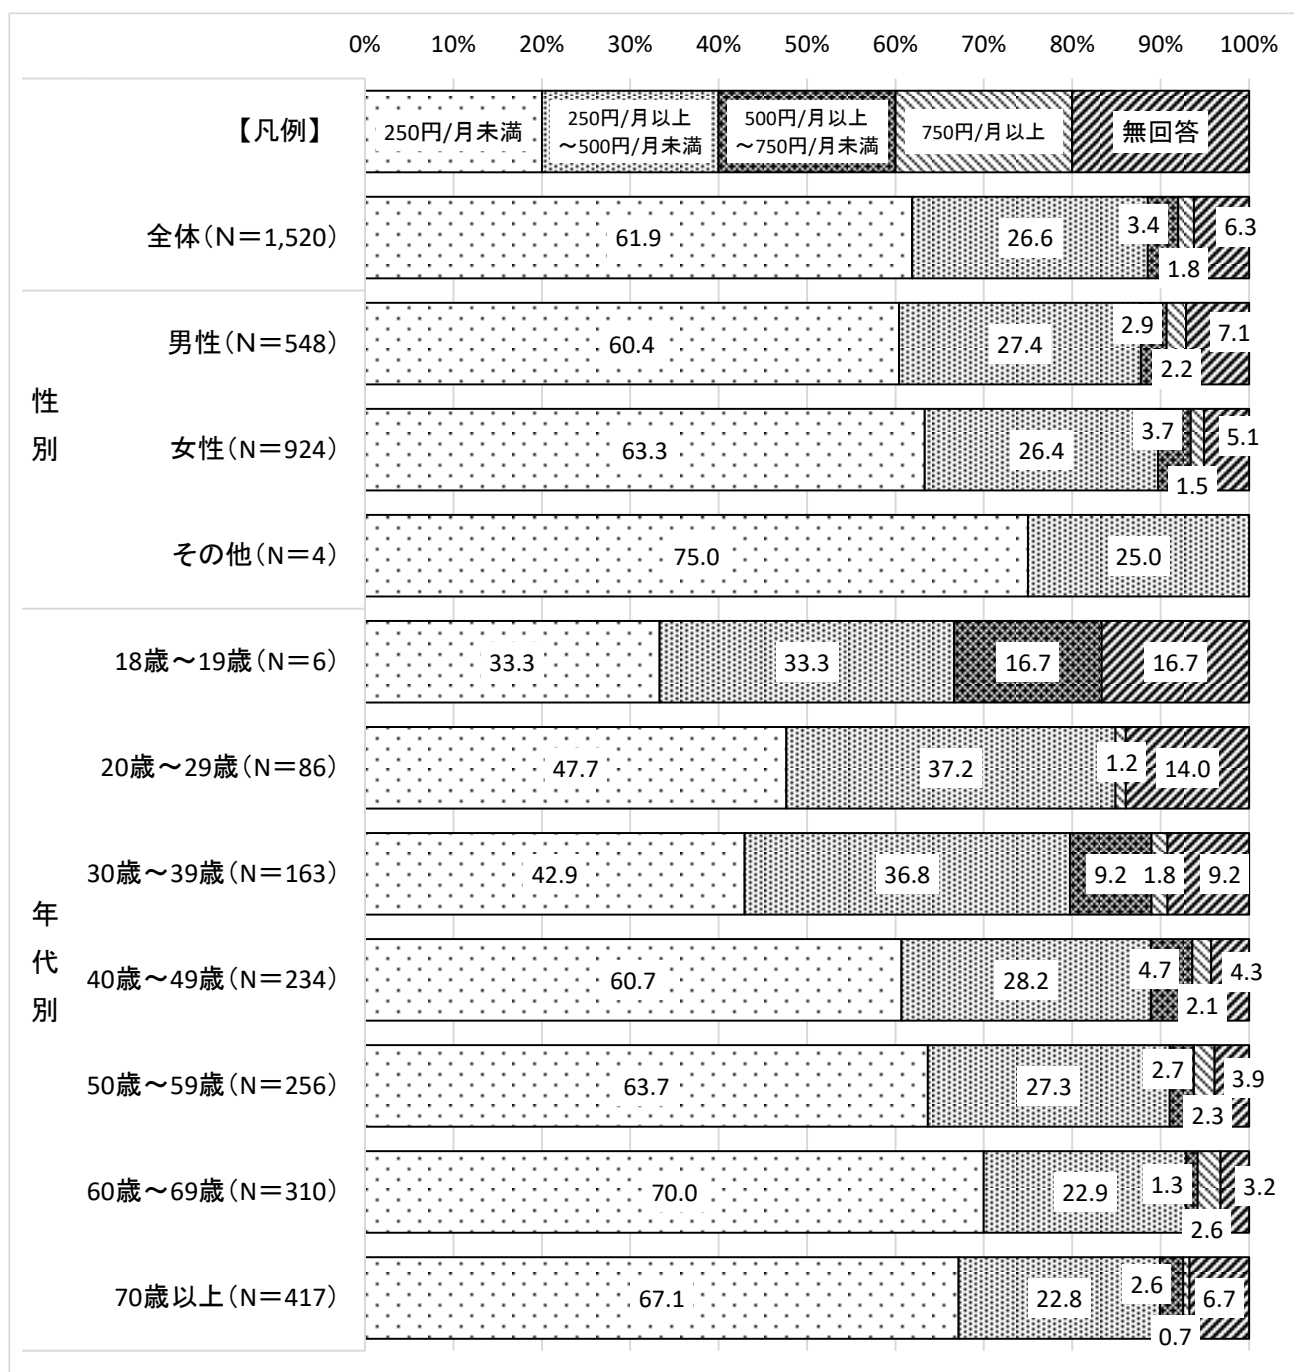 0% 10% 20% 30% 40% 50% 60% 70% 80% 90% 100%
【凡例】
250円/月未満
250円/月以上
～500円/月未満
500円/月以上
～750円/月未満
750円/月以上
無回答
全体(N＝1,520) 61.9 26.6 3.4 1.8 6.3
性別
男性(N＝548) 60.4 27.4 2.9 2.2 7.1
女性(N＝924) 63.3 26.4 3.7 1.5 5.1
その他(N＝4) 75.0 25.0
年代別
18歳～19歳(N＝6) 33.3 33.3 16.7 16.7
20歳～29歳(N＝86) 47.7 37.2 1.2 14.0
30歳～39歳(N＝163) 42.9 36.8 9.2 1.8 9.2
40歳～49歳(N＝234) 60.7 28.2 4.7 2.1 4.3
50歳～59歳(N＝256) 63.7 27.3 2.7 2.3 3.9
60歳～69歳(N＝310) 70.0 22.9 1.3 2.6 3.2
70歳以上(N＝417) 67.1 22.8 2.6 0.7 6.7